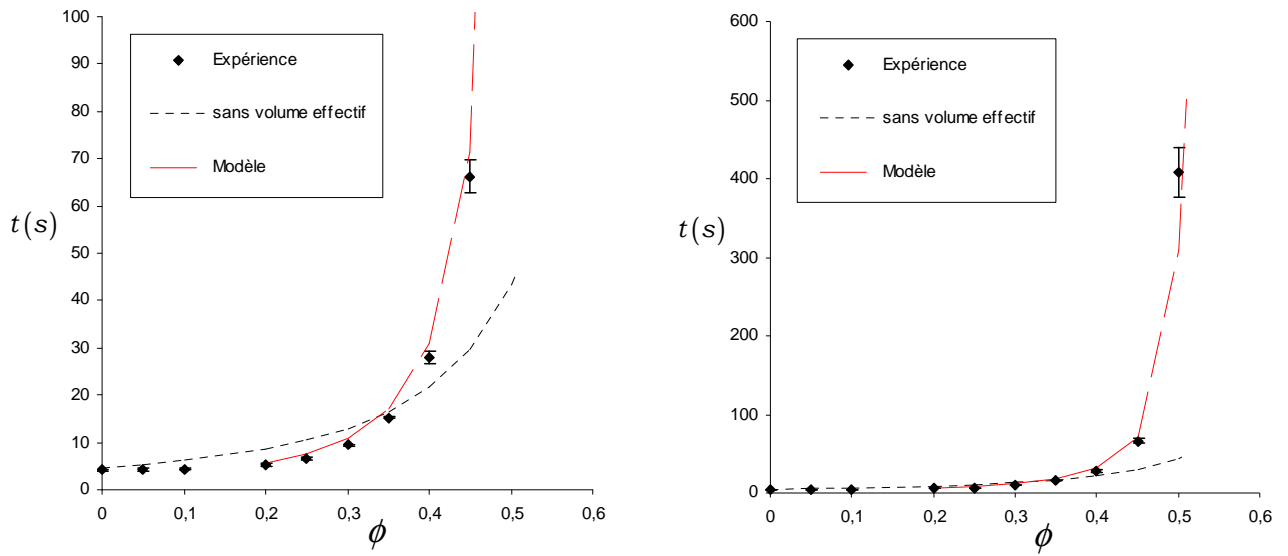 100
90
80
70
60
50
40
30
20
10
0
t(s)
Expérience
sans volume effectif
Modèle
0 0,1 0,2 0,3 0,4 0,5 0,6
ϕ
600
500
400
300
200
100
0
t(s)
Expérience
sans volume effectif
Modèle
0 0,1 0,2 0,3 0,4 0,5 0,6
ϕ